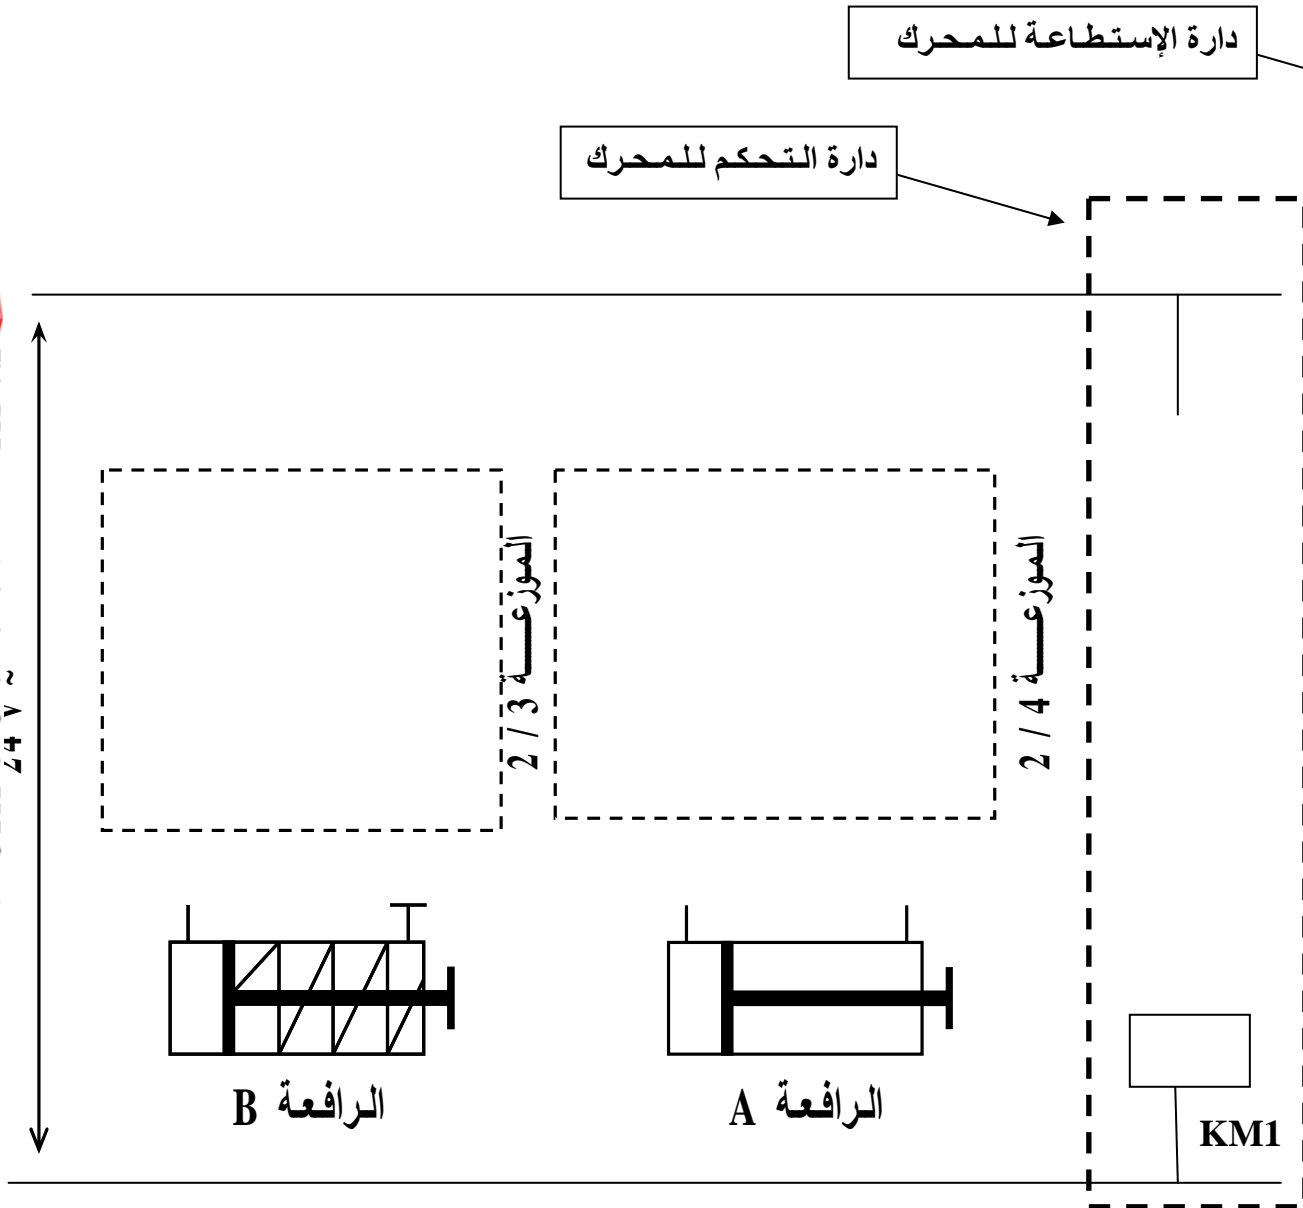 دارة الإستطاعة للمحرك
دارة التحكم للمحرك
الموزعة 4 / 2
الموزعة 3 / 2
24 V ~
الرافعة A
الرافعة B
KM1